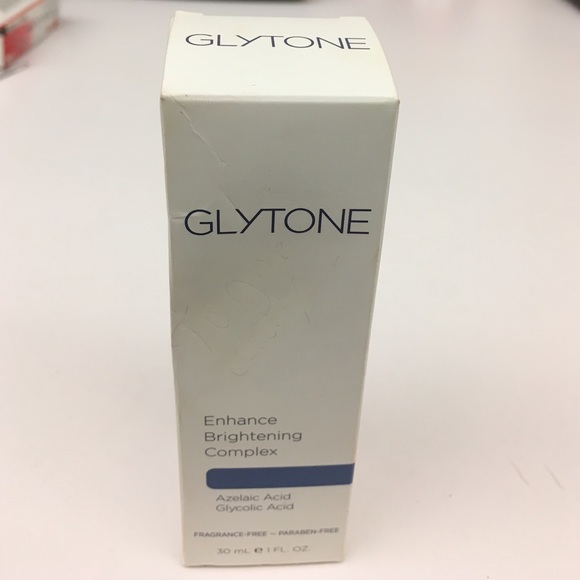 GLYTONE
GLYTONE
Enhance
Brightening
Complex
Azelaic Acid
Glycolic Acid
FRAGRANCE-FREE — PARABEN-FREE
30 mL ℮ 1 FL. OZ.